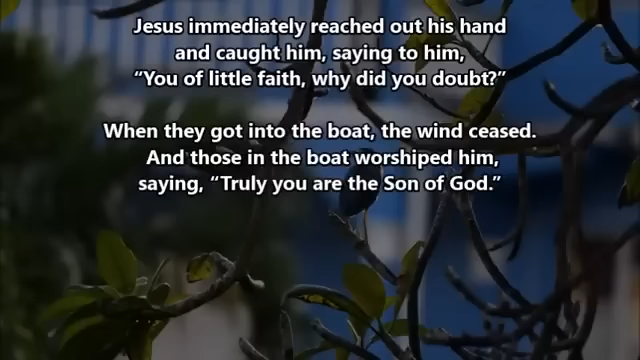 Jesus immediately reached out his hand
and caught him, saying to him,
“You of little faith, why did you doubt?”
When they got into the boat, the wind ceased.
And those in the boat worshiped him,
saying, “Truly you are the Son of God.”